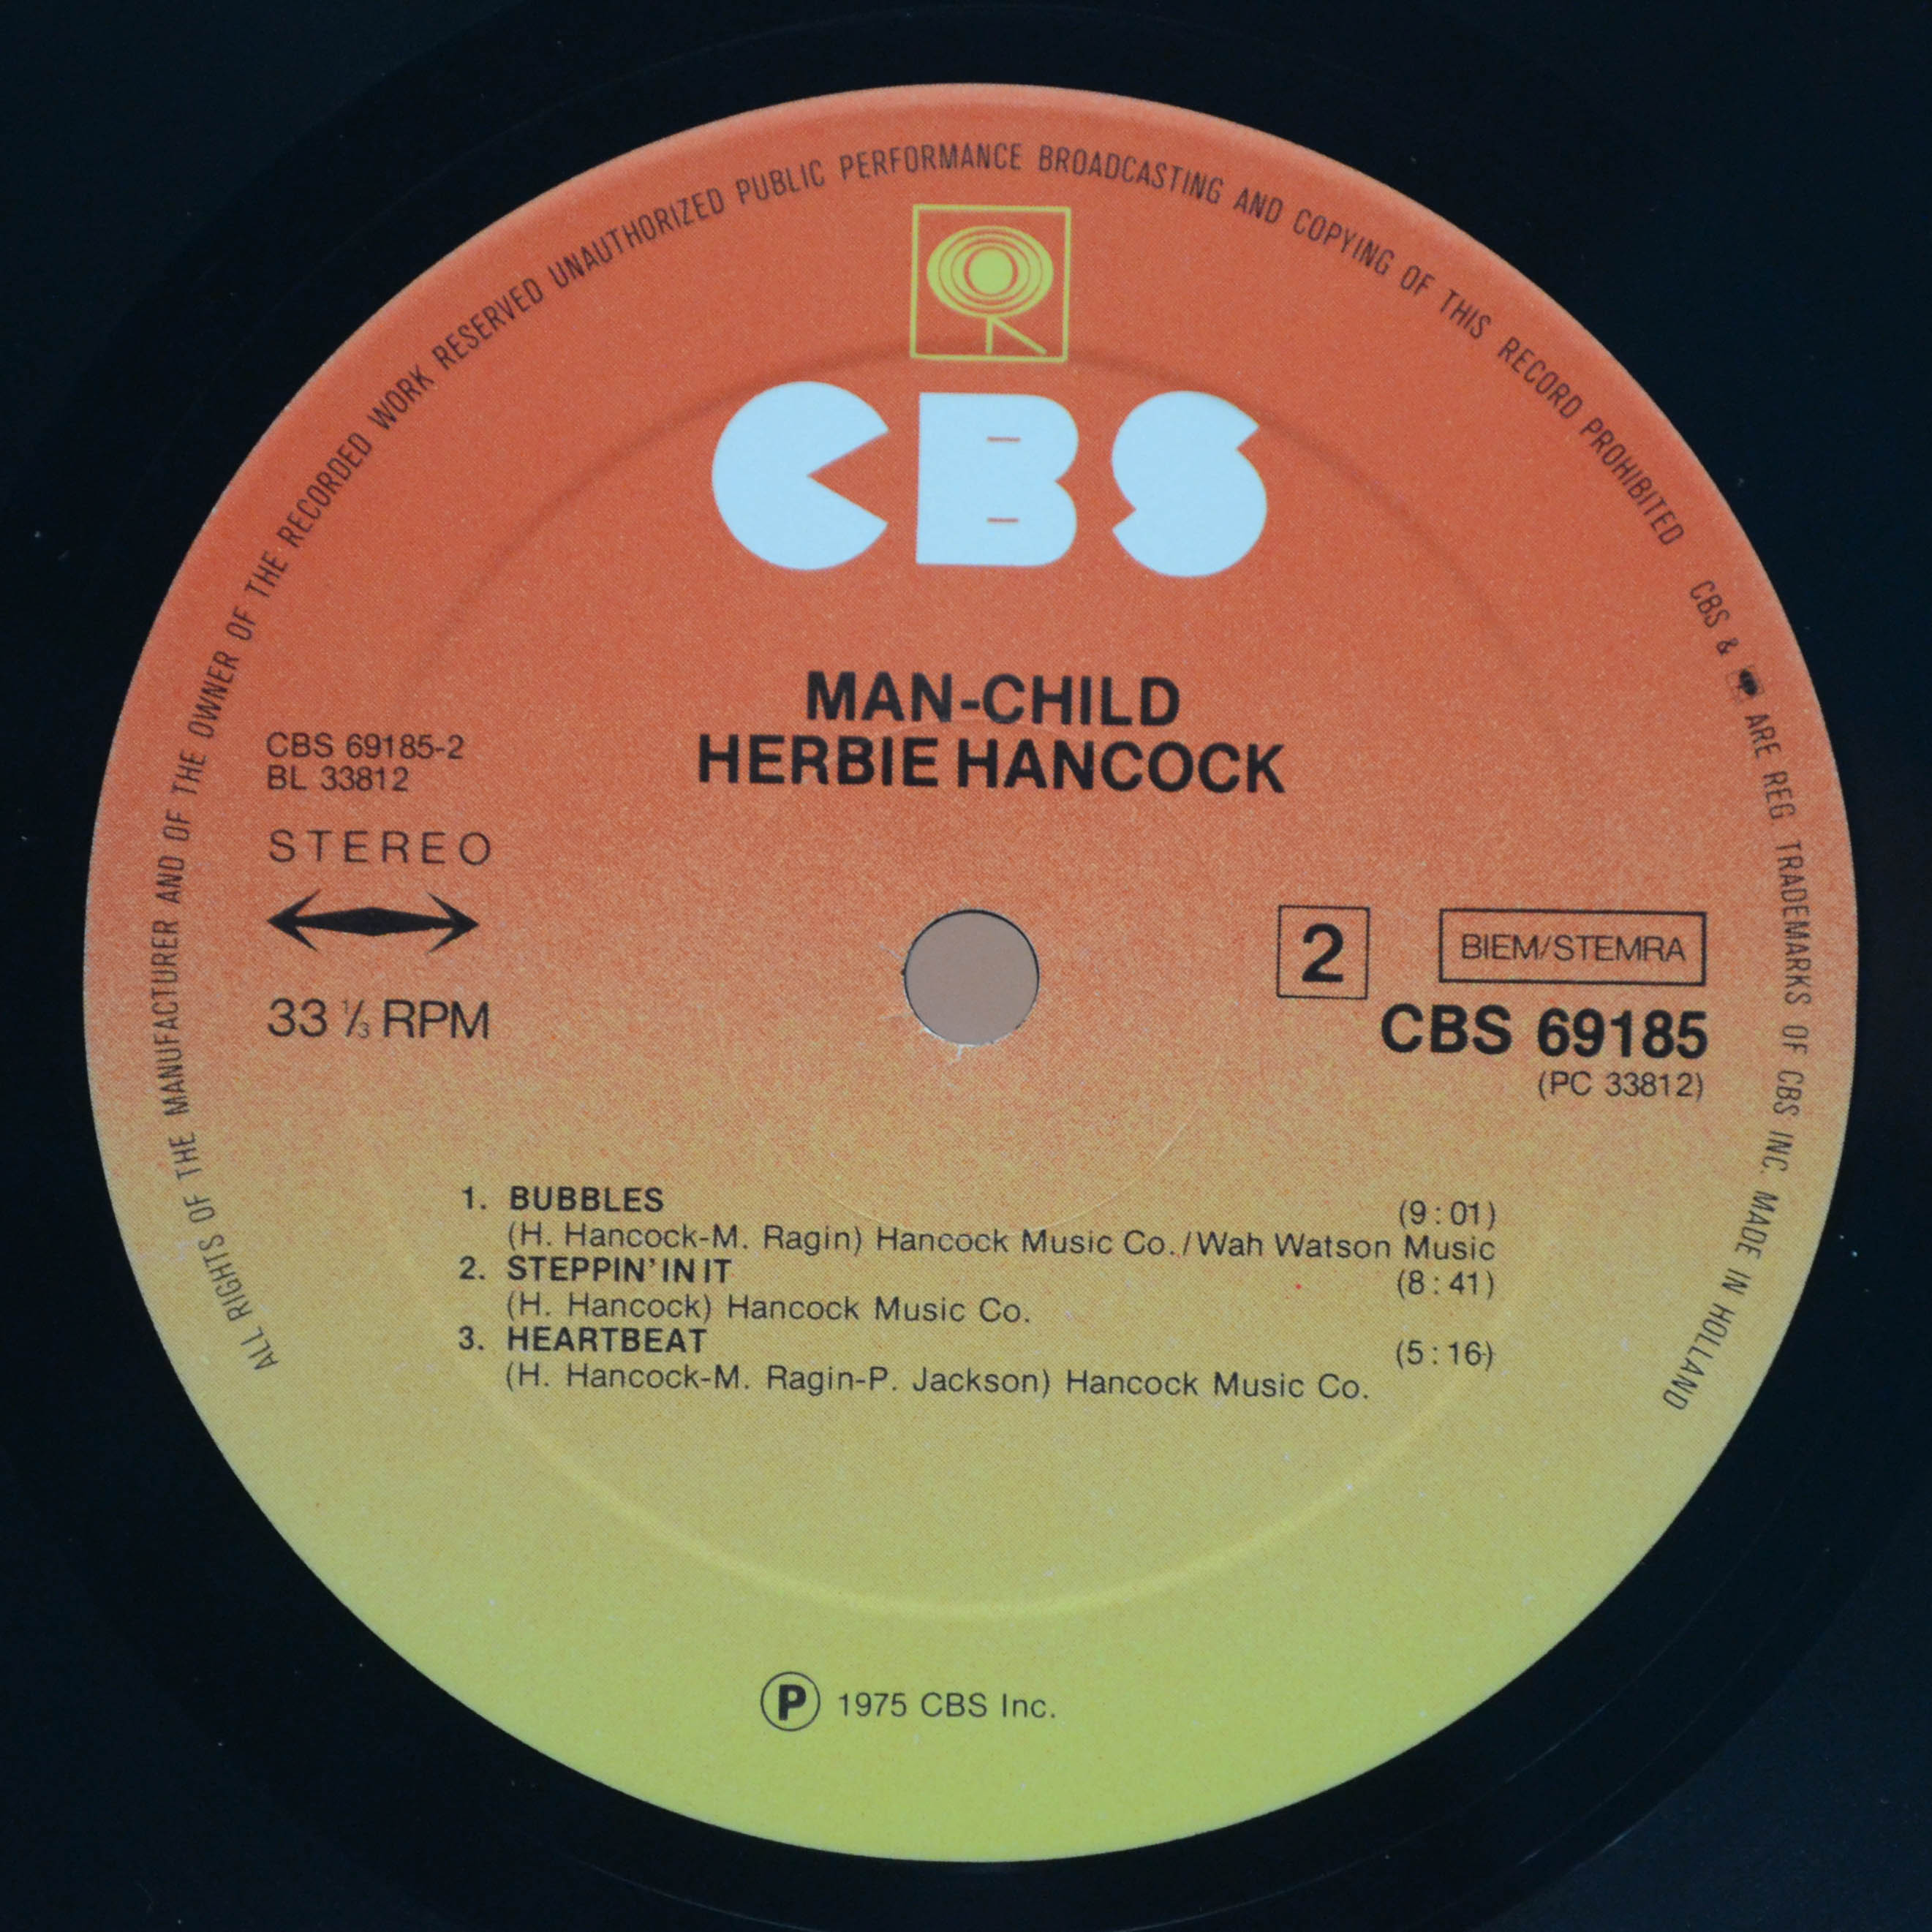 ALL RIGHTS OF THE MANUFACTURER AND OF THE OWNER OF THE RECORDED WORK RESERVED UNAUTHORIZED PUBLIC PERFORMANCE BROADCASTING AND COPYING OF THIS RECORD PROHIBITED CBS & ARE REG. TRADEMARKS OF CBS INC. MADE IN HOLLAND
CBS
MAN-CHILD
HERBIE HANCOCK
CBS 69185-2
BL 33812
STEREO
33 ⅓ RPM
2
BIEM/STEMRA
CBS 69185
(PC 33812)
1. BUBBLES (9:01)
(H. Hancock-M. Ragin) Hancock Music Co./Wah Watson Music
2. STEPPIN' IN IT (8:41)
(H. Hancock) Hancock Music Co.
3. HEARTBEAT (5:16)
(H. Hancock-M. Ragin-P. Jackson) Hancock Music Co.
Ⓟ 1975 CBS Inc.